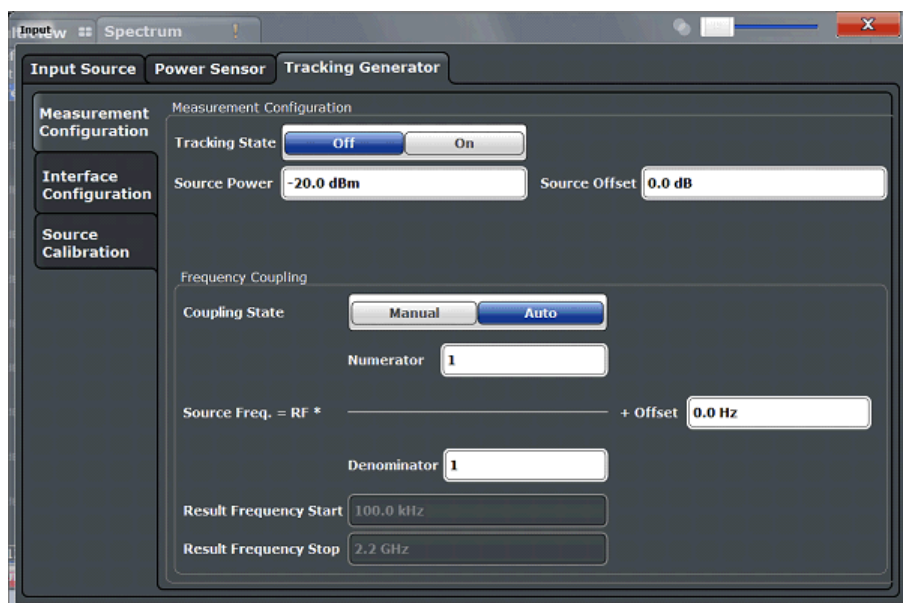 Input
Spectrum !
Input Source Power Sensor Tracking Generator
Measurement Configuration
Measurement
Configuration
Tracking State Off On
Interface
Configuration
Source Power -20.0 dBm Source Offset 0.0 dB
Source
Calibration
Frequency Coupling
Coupling State Manual Auto
Numerator 1
Source Freq. = RF * + Offset 0.0 Hz
Denominator 1
Result Frequency Start 100.0 kHz
Result Frequency Stop 2.2 GHz